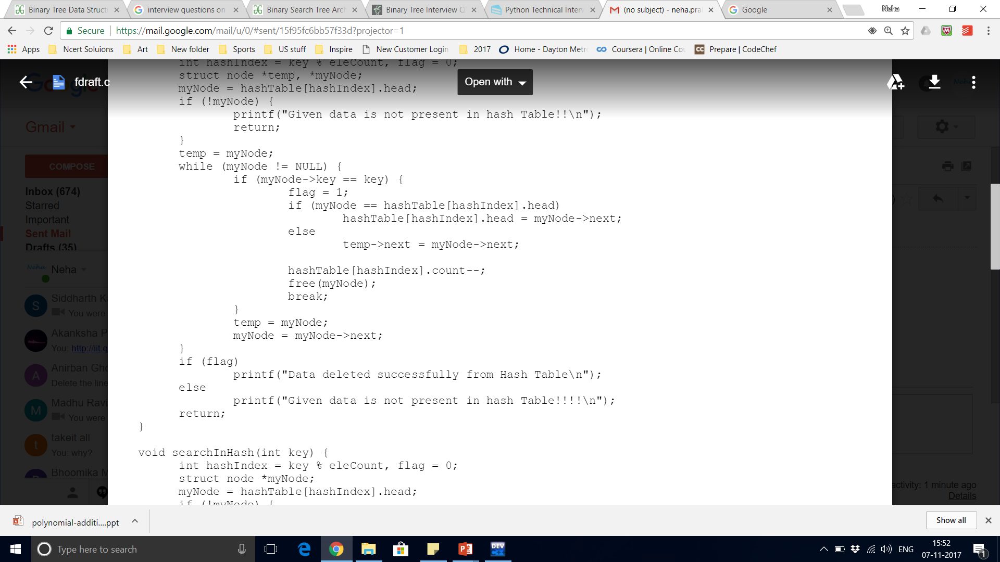 Binary Tree Data Struct
interview questions on
Binary Search Tree Arch
Binary Tree Interview Q
Python Technical Interv
(no subject) - neha.pra
Google
Neha
Secure
https://mail.google.com/mail/u/0/#sent/15f95fc6bb57f33d?projector=1
Apps
Ncert Soluions
Art
New folder
Sports
US stuff
Inspire
New Customer Login
2017
Home - Dayton Metr
Coursera | Online Co
CC
Prepare | CodeChef
fdraft.c
Open with
int hashIndex = key % eleCount, flag = 0;
struct node *temp, *myNode;
myNode = hashTable[hashIndex].head;
if (!myNode) {
printf("Given data is not present in hash Table!!\n");
return;
}
temp = myNode;
while (myNode != NULL) {
if (myNode->key == key) {
flag = 1;
if (myNode == hashTable[hashIndex].head)
hashTable[hashIndex].head = myNode->next;
else
temp->next = myNode->next;
hashTable[hashIndex].count--;
free(myNode);
break;
}
temp = myNode;
myNode = myNode->next;
}
if (flag)
printf("Data deleted successfully from Hash Table\n");
else
printf("Given data is not present in hash Table!!!!\n");
return;
}
void searchInHash(int key) {
int hashIndex = key % eleCount, flag = 0;
struct node *myNode;
myNode = hashTable[hashIndex].head;
if (!myNode) {
Gmail
COMPOSE
Inbox (674)
Starred
Important
Sent Mail
Drafts (35)
Neha
Neha
S
Siddharth K
You were
Akanksha P
You: http://iit.q
A
Anirban Gho
Delete the line
M
Madhu Ravi
You were
t
takeit all
You: why?
Bhoomika M
activity: 1 minute ago
Details
polynomial-additi....ppt
Show all
Type here to search
DEV
C++
ENG
15:52
07-11-2017
1